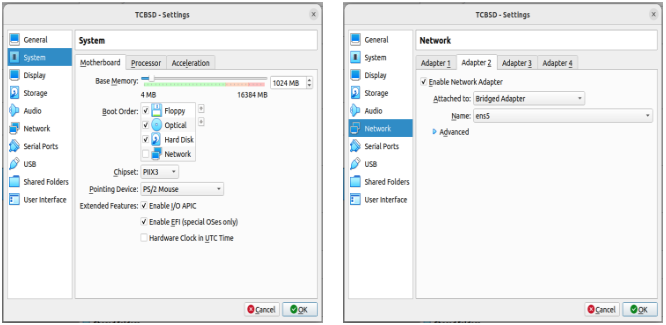 TCBSD - Settings
General
System
Display
Storage
Audio
Network
Serial Ports
USB
Shared Folders
User Interface
System
Motherboard Processor Acceleration
Base Memory: 1024 MB
4 MB 16384 MB
Boot Order: Floppy
Optical
Hard Disk
Network
Chipset: PIIX3
Pointing Device: PS/2 Mouse
Extended Features: Enable I/O APIC
Enable EFI (special OSes only)
Hardware Clock in UTC Time
Cancel OK
TCBSD - Settings
General
System
Display
Storage
Audio
Network
Serial Ports
USB
Shared Folders
User Interface
Network
Adapter 1 Adapter 2 Adapter 3 Adapter 4
Enable Network Adapter
Attached to: Bridged Adapter
Name: ens5
Advanced
Cancel OK